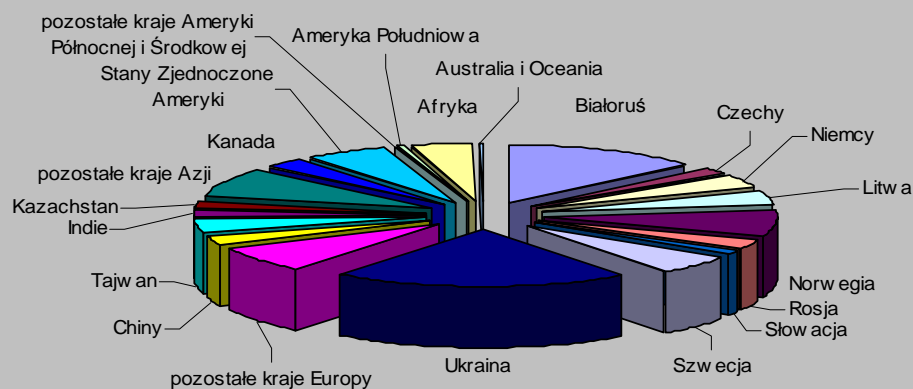 pozostałe kraje Ameryki
Północnej i Środkowej
Ameryka Południowa
Stany Zjednoczone
Ameryki
Australia i Oceania
Afryka
Białoruś
Czechy
Niemcy
Kanada
Litwa
pozostałe kraje Azji
Kazachstan
Indie
Tajwan
Norwegia
Rosja
Chiny
Słowacja
Szwecja
Ukraina
pozostałe kraje Europy